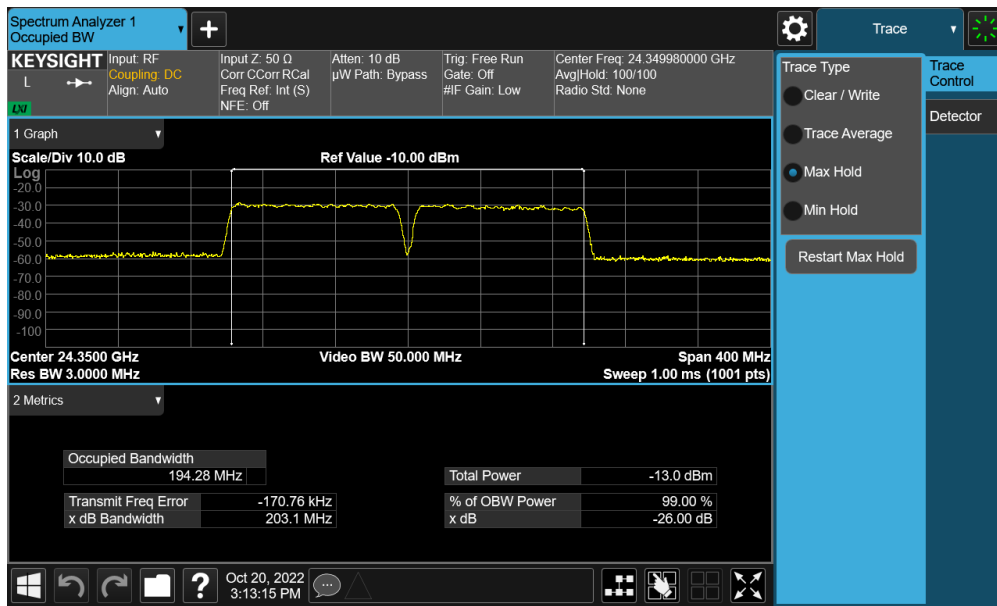 Spectrum Analyzer 1
Occupied BW
+
Trace
KEYSIGHT
L
LXI
Input: RF
Coupling: DC
Align: Auto
Input Z: 50 Ω
Corr CCorr RCal
Freq Ref: Int (S)
NFE: Off
Atten: 10 dB
µW Path: Bypass
Trig: Free Run
Gate: Off
#IF Gain: Low
Center Freq: 24.349980000 GHz
Avg|Hold: 100/100
Radio Std: None
Trace Type
Clear / Write
Trace Average
Max Hold
Min Hold
Restart Max Hold
Trace
Control
Detector
1 Graph
Scale/Div 10.0 dB
Ref Value -10.00 dBm
Log
-20.0
-30.0
-40.0
-50.0
-60.0
-70.0
-80.0
-90.0
-100
Center 24.3500 GHz
Video BW 50.000 MHz
Span 400 MHz
Res BW 3.0000 MHz
Sweep 1.00 ms (1001 pts)
2 Metrics
Occupied Bandwidth
194.28 MHz
Total Power -13.0 dBm
Transmit Freq Error -170.76 kHz
% of OBW Power 99.00 %
x dB Bandwidth 203.1 MHz
x dB -26.00 dB
?
Oct 20, 2022
3:13:15 PM